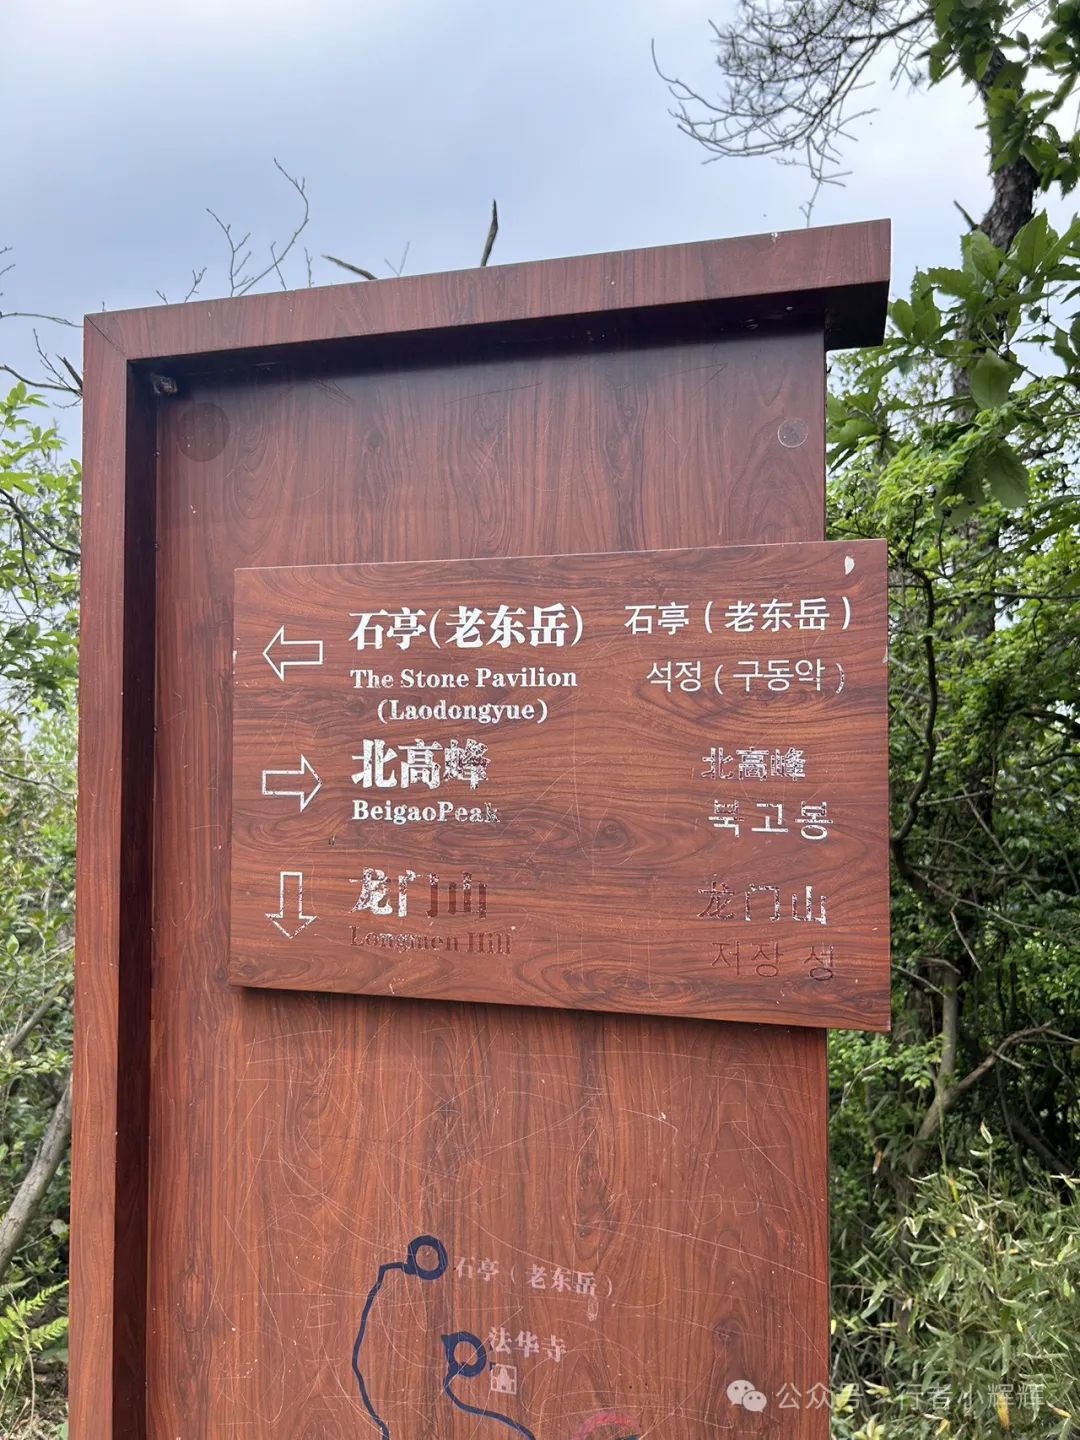 石亭(老东岳)
The Stone Pavilion
(Laodongyue)
石亭(老东岳)
석정(구동악)
北高峰
BeigaoPeak
北高峰
북고봉
龙门山
Longmen Hill
龙门山
저장 성
石亭(老东岳)
法华寺
公众号·行者小辉辉